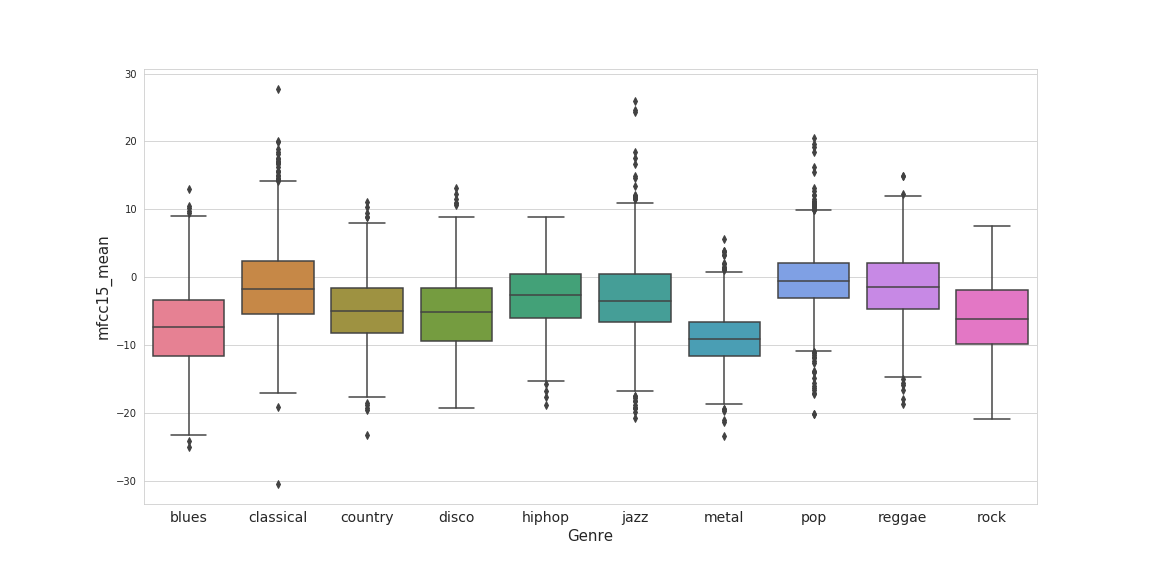 30
20
10
0
−10
−20
−30
mfcc15_mean
blues classical country disco hiphop jazz metal pop reggae rock
Genre